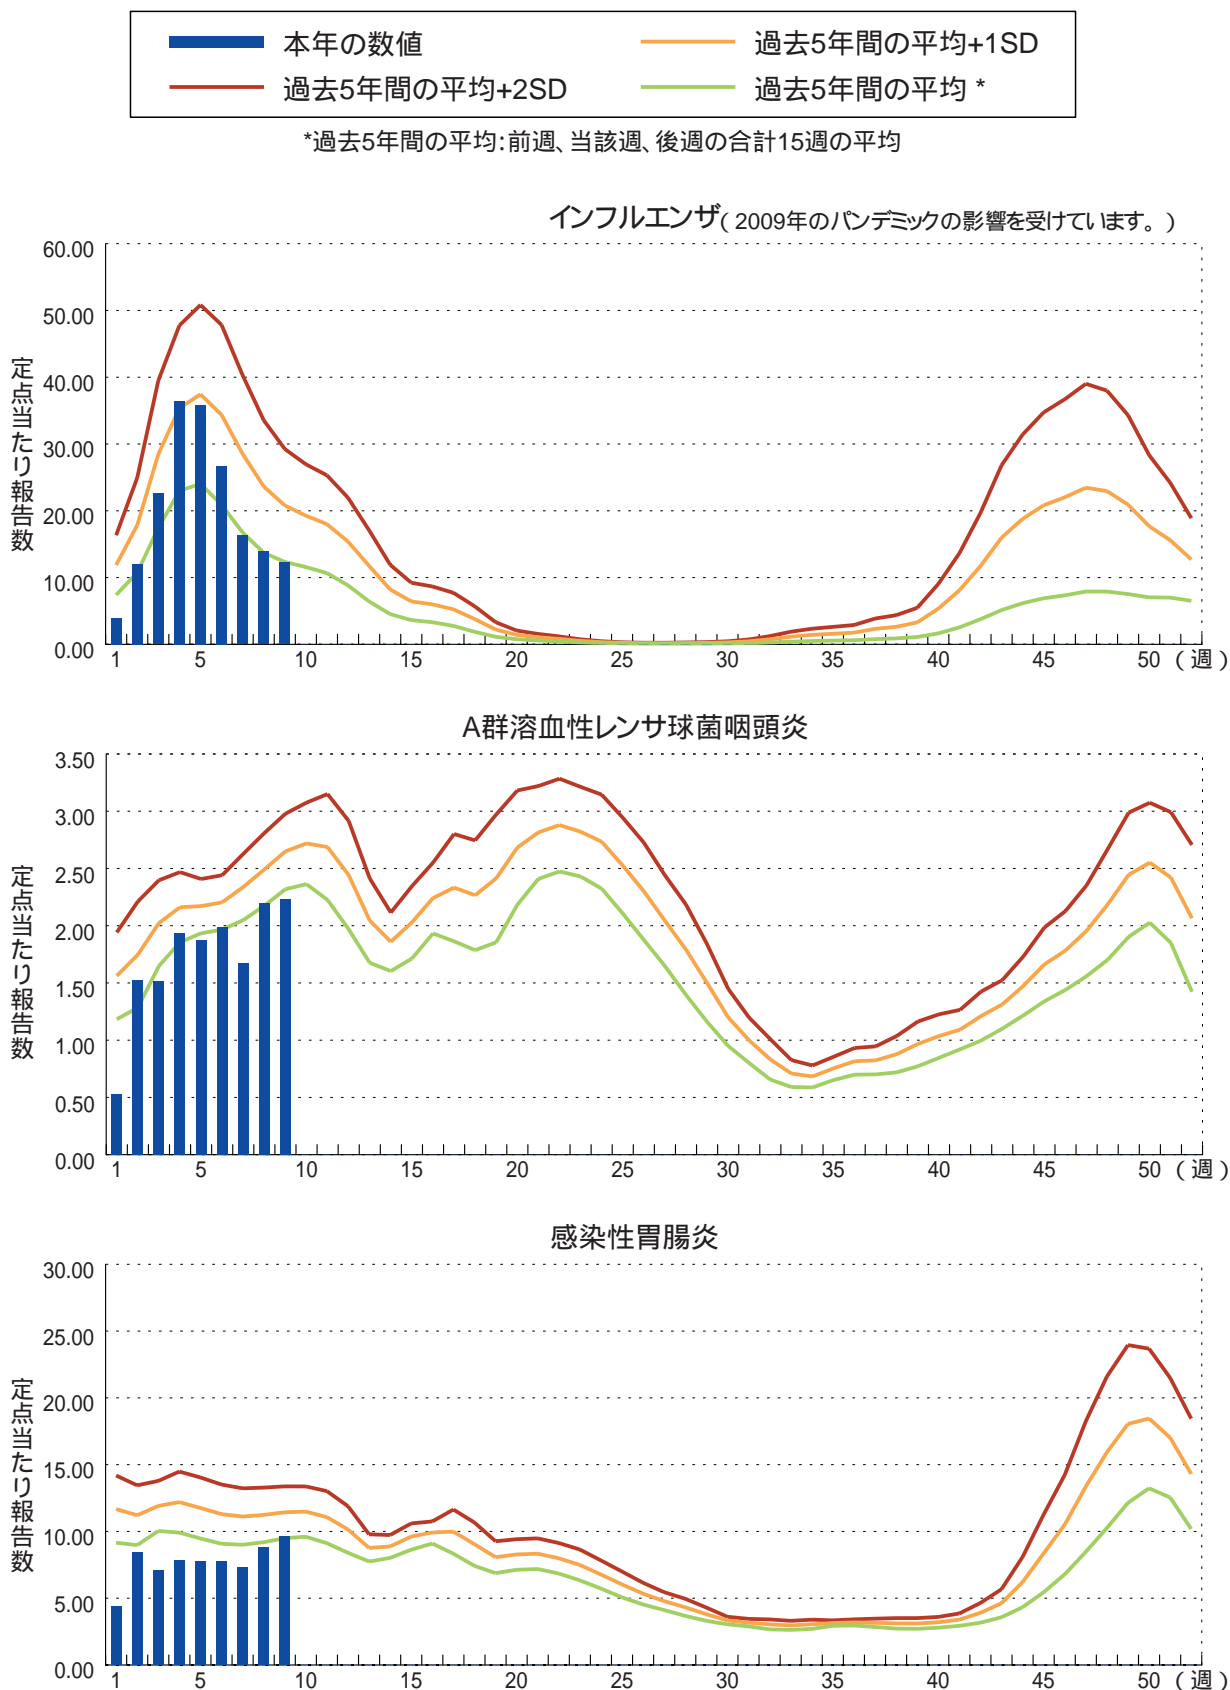 本年の数値
過去5年間の平均+1SD
過去5年間の平均+2SD
過去5年間の平均 *
*過去5年間の平均:前週、当該週、後週の合計15週の平均
インフルエンザ( 2009年のパンデミックの影響を受けています。 )
定点当たり報告数
60.00
50.00
40.00
30.00
20.00
10.00
0.00
1 5 10 15 20 25 30 35 40 45 50 (週)
A群溶血性レンサ球菌咽頭炎
定点当たり報告数
3.50
3.00
2.50
2.00
1.50
1.00
0.50
0.00
1 5 10 15 20 25 30 35 40 45 50 (週)
感染性胃腸炎
定点当たり報告数
30.00
25.00
20.00
15.00
10.00
5.00
0.00
1 5 10 15 20 25 30 35 40 45 50 (週)